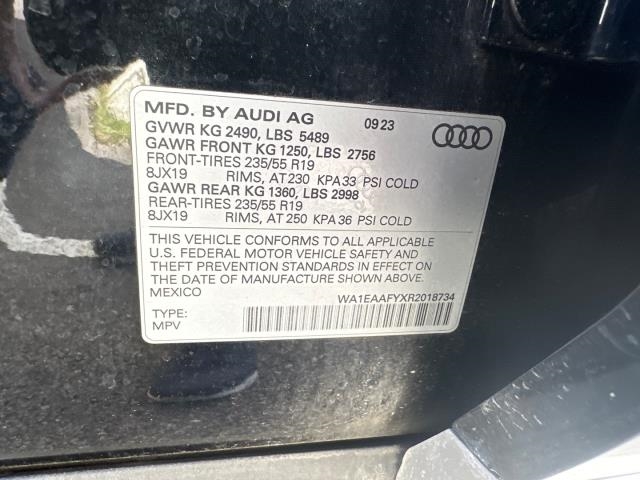 MFD. BY AUDI AG 09 23
GVWR KG 2490, LBS 5489
GAWR FRONT KG 1250, LBS 2756
FRONT-TIRES 235/55 R19
8JX19 RIMS, AT 230 KPA 33 PSI COLD
GAWR REAR KG 1360, LBS 2998
REAR-TIRES 235/55 R19
8JX19 RIMS, AT 250 KPA 36 PSI COLD
THIS VEHICLE CONFORMS TO ALL APPLICABLE
U.S. FEDERAL MOTOR VEHICLE SAFETY AND
THEFT PREVENTION STANDARDS IN EFFECT ON
THE DATE OF MANUFACTURE SHOWN ABOVE.
MEXICO WA1EAAFYXR2018734
TYPE:
MPV